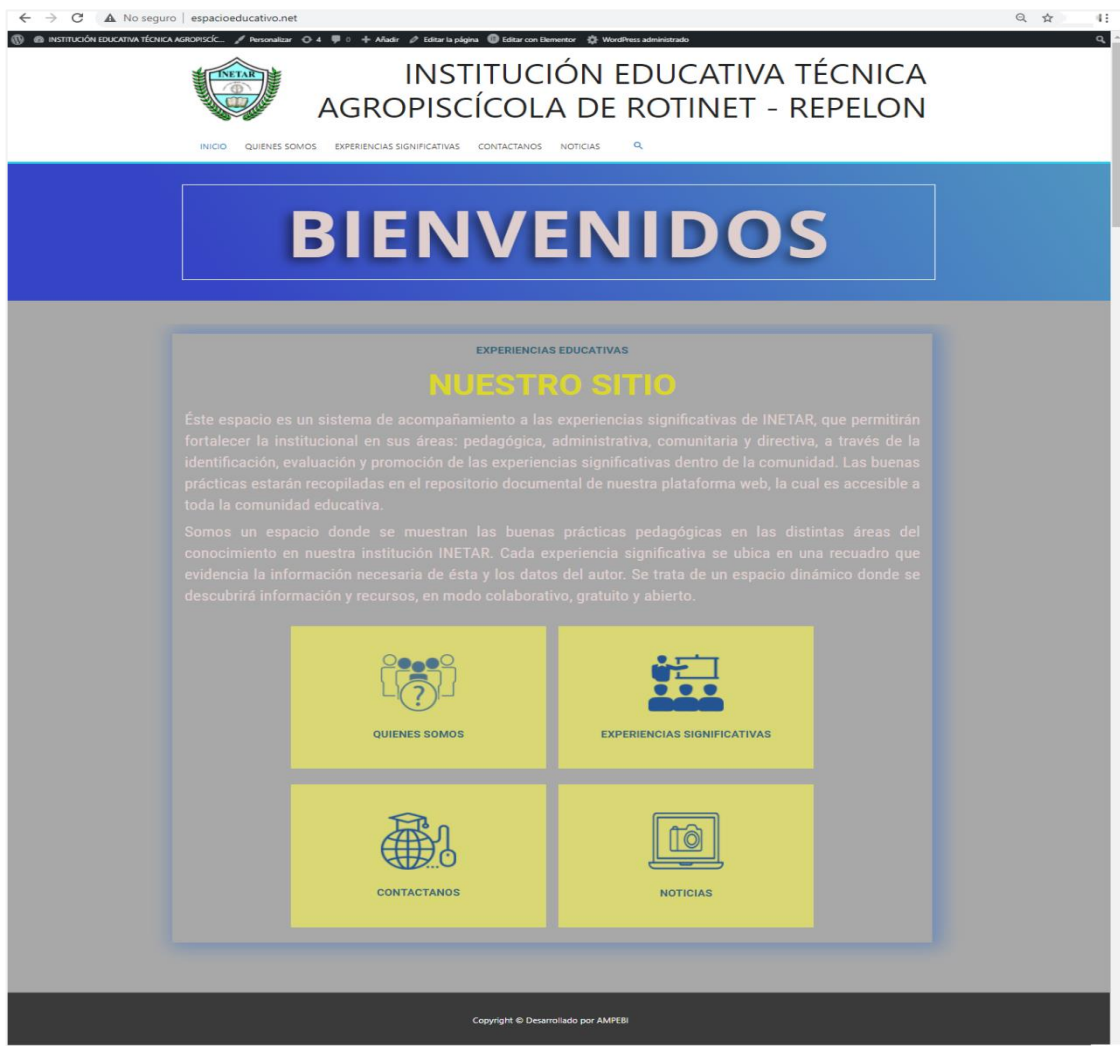 No seguro | espacioeducativo.net
INSTITUCIÓN EDUCATIVA TÉCNICA AGROPISCÍC... Personalizar 4 0 Añadir Editar la página Editar con Elementor WordPress administrado
INETAR
INSTITUCIÓN EDUCATIVA TÉCNICA
AGROPISCÍCOLA DE ROTINET - REPELON
INICIO QUIENES SOMOS EXPERIENCIAS SIGNIFICATIVAS CONTACTANOS NOTICIAS
BIENVENIDOS
EXPERIENCIAS EDUCATIVAS
NUESTRO SITIO
Éste espacio es un sistema de acompañamiento a las experiencias significativas de INETAR, que permitirán
fortalecer la institucional en sus áreas: pedagógica, administrativa, comunitaria y directiva, a través de la
identificación, evaluación y promoción de las experiencias significativas dentro de la comunidad. Las buenas
prácticas estarán recopiladas en el repositorio documental de nuestra plataforma web, la cual es accesible a
toda la comunidad educativa.
Somos un espacio donde se muestran las buenas prácticas pedagógicas en las distintas áreas del
conocimiento en nuestra institución INETAR. Cada experiencia significativa se ubica en una recuadro que
evidencia la información necesaria de ésta y los datos del autor. Se trata de un espacio dinámico donde se
descubrirá información y recursos, en modo colaborativo, gratuito y abierto.
QUIENES SOMOS EXPERIENCIAS SIGNIFICATIVAS
CONTACTANOS NOTICIAS
Copyright © Desarrollado por AMPEBI